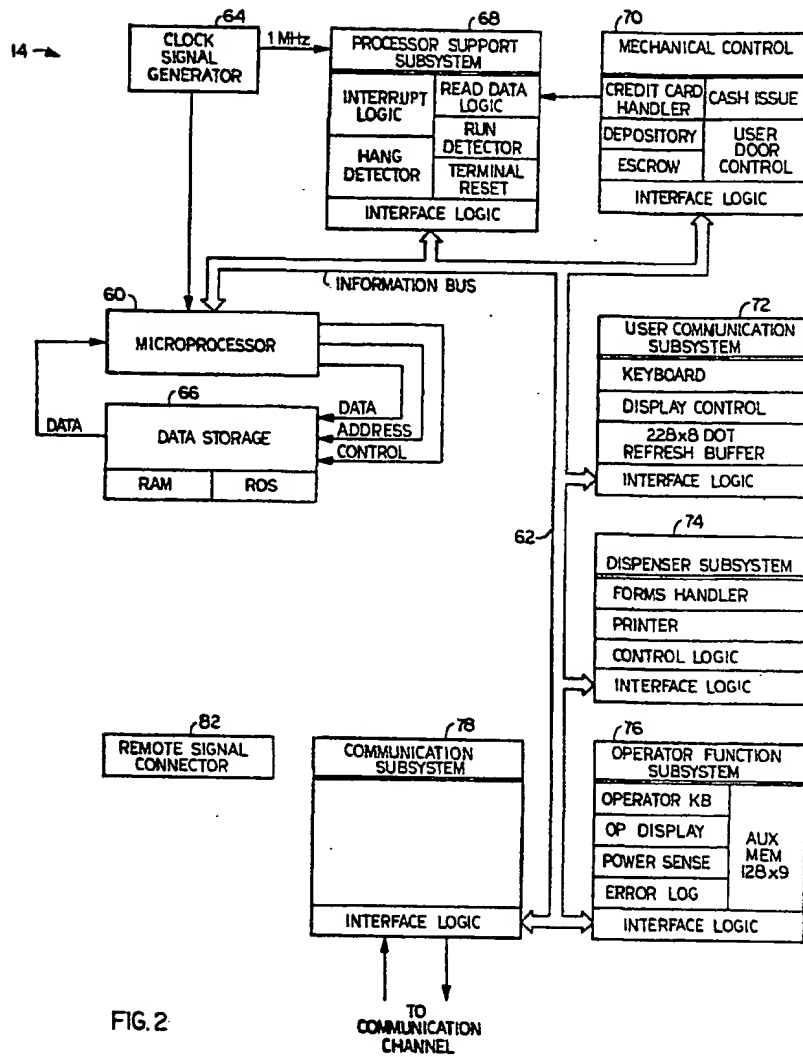 14
64
CLOCK
SIGNAL
GENERATOR
1 MHz
68
PROCESSOR SUPPORT
SUBSYSTEM
INTERRUPT
LOGIC
READ DATA
LOGIC
RUN
DETECTOR
HANG
DETECTOR
TERMINAL
RESET
INTERFACE LOGIC
70
MECHANICAL CONTROL
CREDIT CARD
HANDLER
CASH ISSUE
DEPOSITORY
USER
DOOR
CONTROL
ESCROW
INTERFACE LOGIC
INFORMATION BUS
60
MICROPROCESSOR
66
DATA STORAGE
RAM
ROS
DATA
DATA
ADDRESS
CONTROL
72
USER COMMUNICATION
SUBSYSTEM
KEYBOARD
DISPLAY CONTROL
228x8 DOT
REFRESH BUFFER
INTERFACE LOGIC
62
74
DISPENSER SUBSYSTEM
FORMS HANDLER
PRINTER
CONTROL LOGIC
INTERFACE LOGIC
82
REMOTE SIGNAL
CONNECTOR
78
COMMUNICATION
SUBSYSTEM
INTERFACE LOGIC
76
OPERATOR FUNCTION
SUBSYSTEM
OPERATOR KB
OP DISPLAY
POWER SENSE
ERROR LOG
AUX
MEM
128x9
INTERFACE LOGIC
TO
COMMUNICATION
CHANNEL
FIG. 2